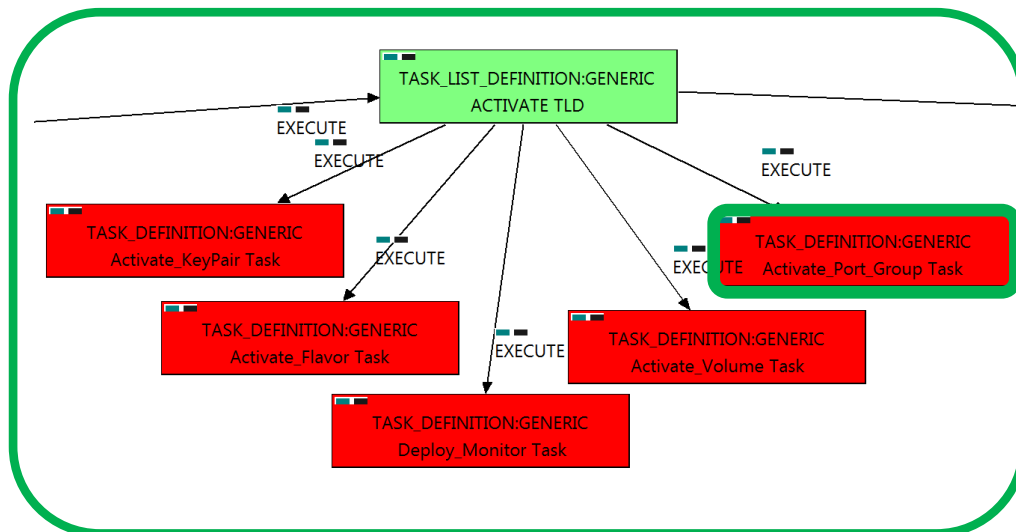 TASK_LIST_DEFINITION:GENERIC
ACTIVATE TLD
EXECUTE
EXECUTE
EXECUTE
TASK_DEFINITION:GENERIC
Activate_KeyPair Task
EXECUTE
EXECUTE
TASK_DEFINITION:GENERIC
Activate_Port_Group Task
TASK_DEFINITION:GENERIC
Activate_Flavor Task
EXECUTE
TASK_DEFINITION:GENERIC
Activate_Volume Task
TASK_DEFINITION:GENERIC
Deploy_Monitor Task